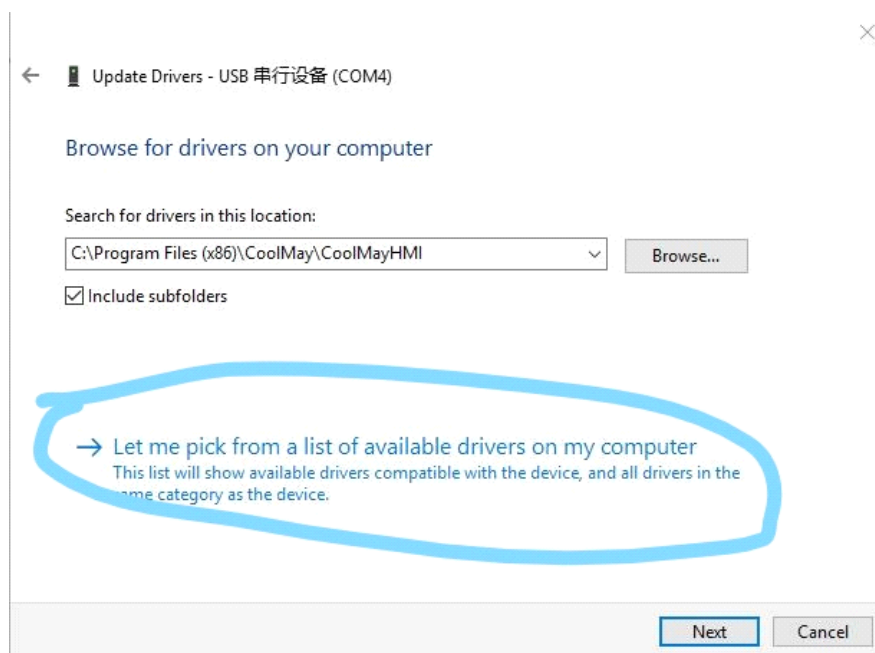 Update Drivers - USB 串行设备 (COM4)
Browse for drivers on your computer
Search for drivers in this location:
C:\Program Files (x86)\CoolMay\CoolMayHMI
Browse...
Include subfolders
Let me pick from a list of available drivers on my computer
This list will show available drivers compatible with the device, and all drivers in the
same category as the device.
Next
Cancel